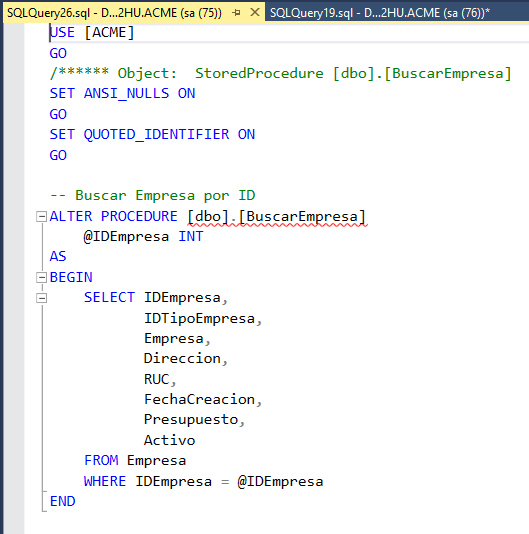 SQLQuery26.sql - D...2HU.ACME (sa (75)) SQLQuery19.sql - D...2HU.ACME (sa (76))*
USE [ACME]
GO
/****** Object:  StoredProcedure [dbo].[BuscarEmpresa]
SET ANSI_NULLS ON
GO
SET QUOTED_IDENTIFIER ON
GO
-- Buscar Empresa por ID
ALTER PROCEDURE [dbo].[BuscarEmpresa]
@IDEmpresa INT
AS
BEGIN
SELECT IDEmpresa,
IDTipoEmpresa,
Empresa,
Direccion,
RUC,
FechaCreacion,
Presupuesto,
Activo
FROM Empresa
WHERE IDEmpresa = @IDEmpresa
END